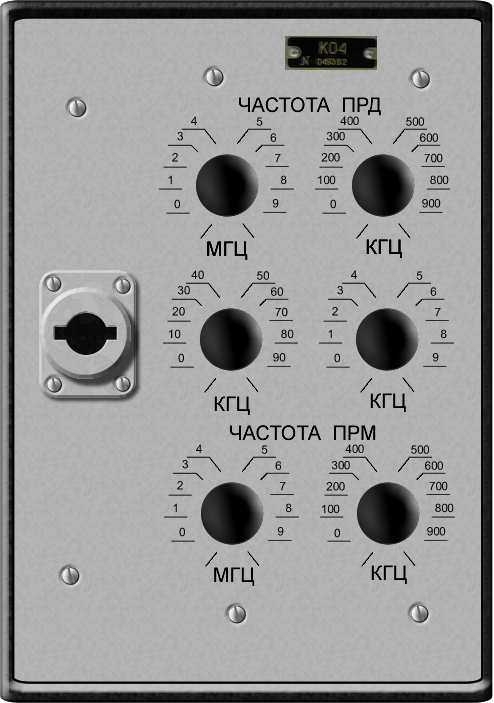 К04
N 049392
ЧАСТОТА ПРД
4 5 400 500
3 6 300 600
2 7 200 700
1 8 100 800
0 9 0 900
МГЦ КГЦ
40 50 4 5
30 60 3 6
20 70 2 7
10 80 1 8
0 90 0 9
КГЦ КГЦ
ЧАСТОТА ПРМ
4 5 400 500
3 6 300 600
2 7 200 700
1 8 100 800
0 9 0 900
МГЦ КГЦ